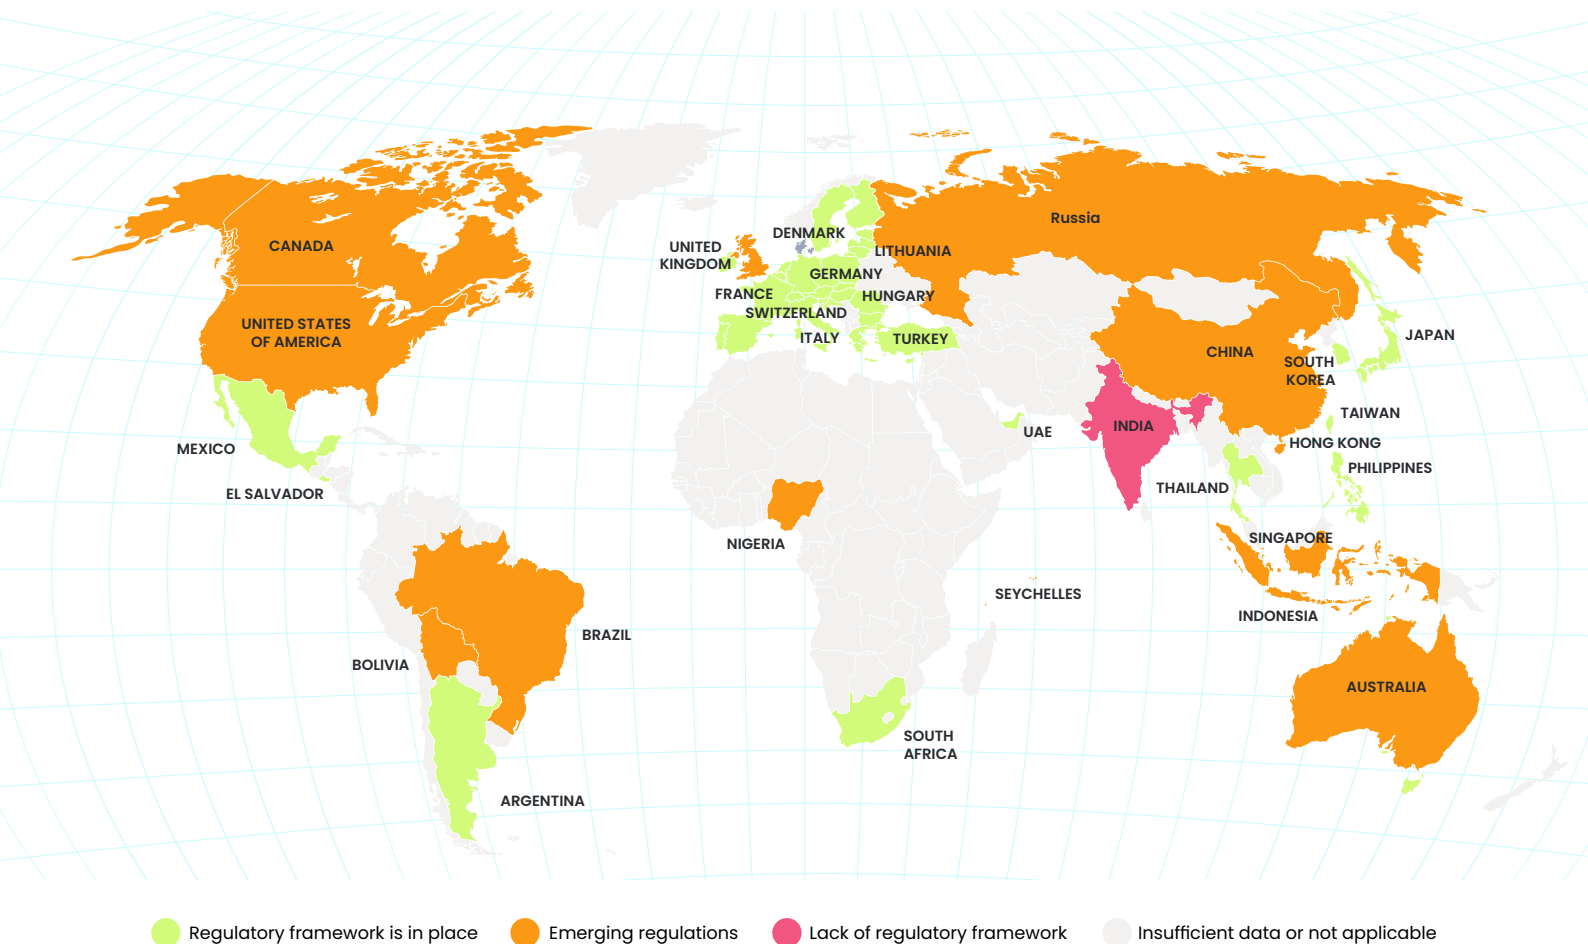 CANADA
UNITED STATES
OF AMERICA
MEXICO
EL SALVADOR
BRAZIL
BOLIVIA
ARGENTINA
UNITED
KINGDOM
DENMARK
LITHUANIA
GERMANY
FRANCE
HUNGARY
SWITZERLAND
ITALY
TURKEY
Russia
CHINA
SOUTH
KOREA
JAPAN
TAIWAN
HONG KONG
PHILIPPINES
UAE
INDIA
THAILAND
SINGAPORE
NIGERIA
SEYCHELLES
INDONESIA
AUSTRALIA
SOUTH
AFRICA
Regulatory framework is in place
Emerging regulations
Lack of regulatory framework
Insufficient data or not applicable